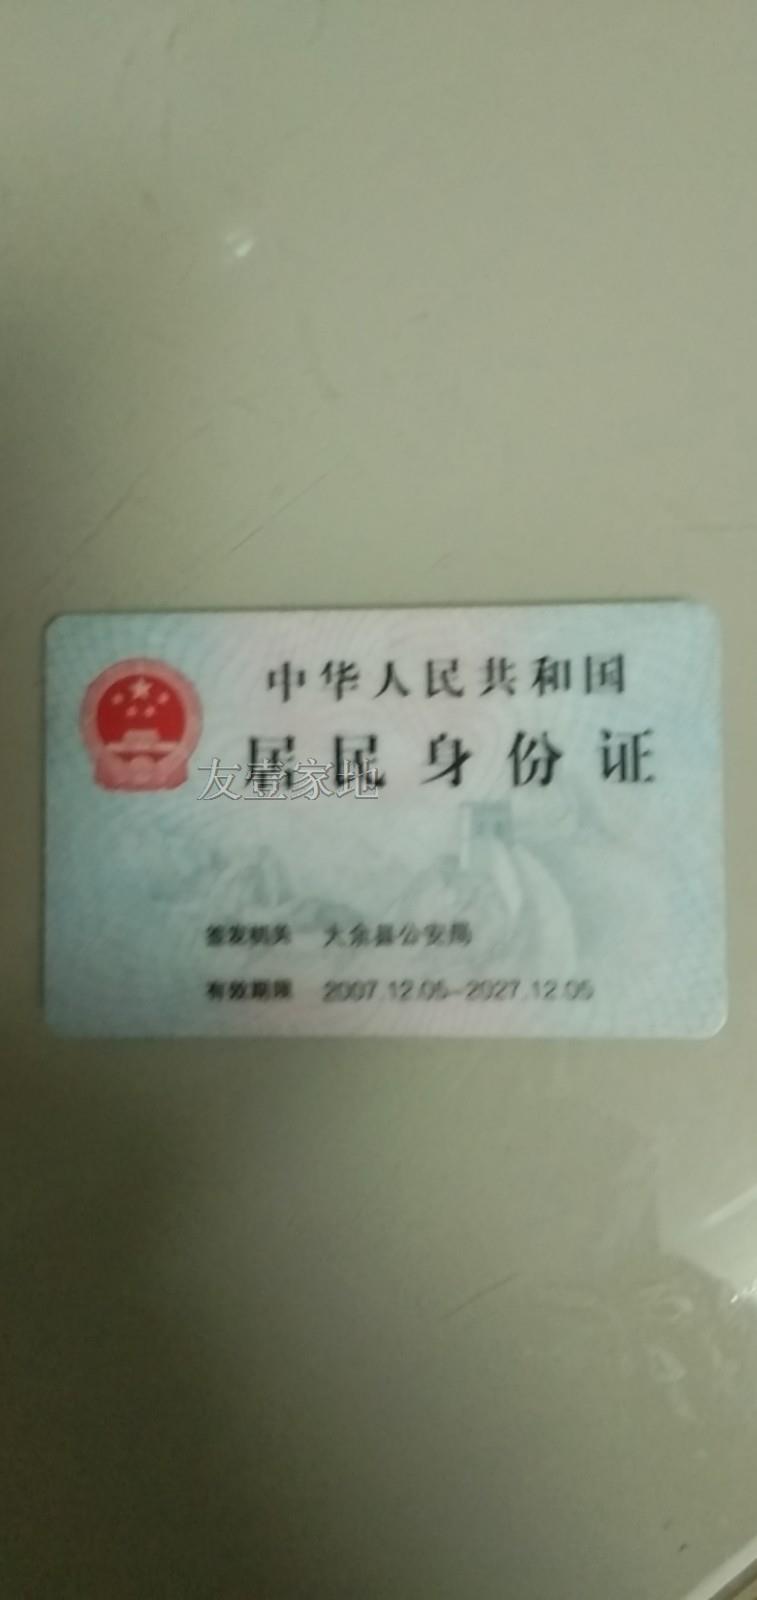 中华人民共和国
居民身份证
友壹家地
签发机关 大余县公安局
有效期限 2007.12.05-2027.12.05